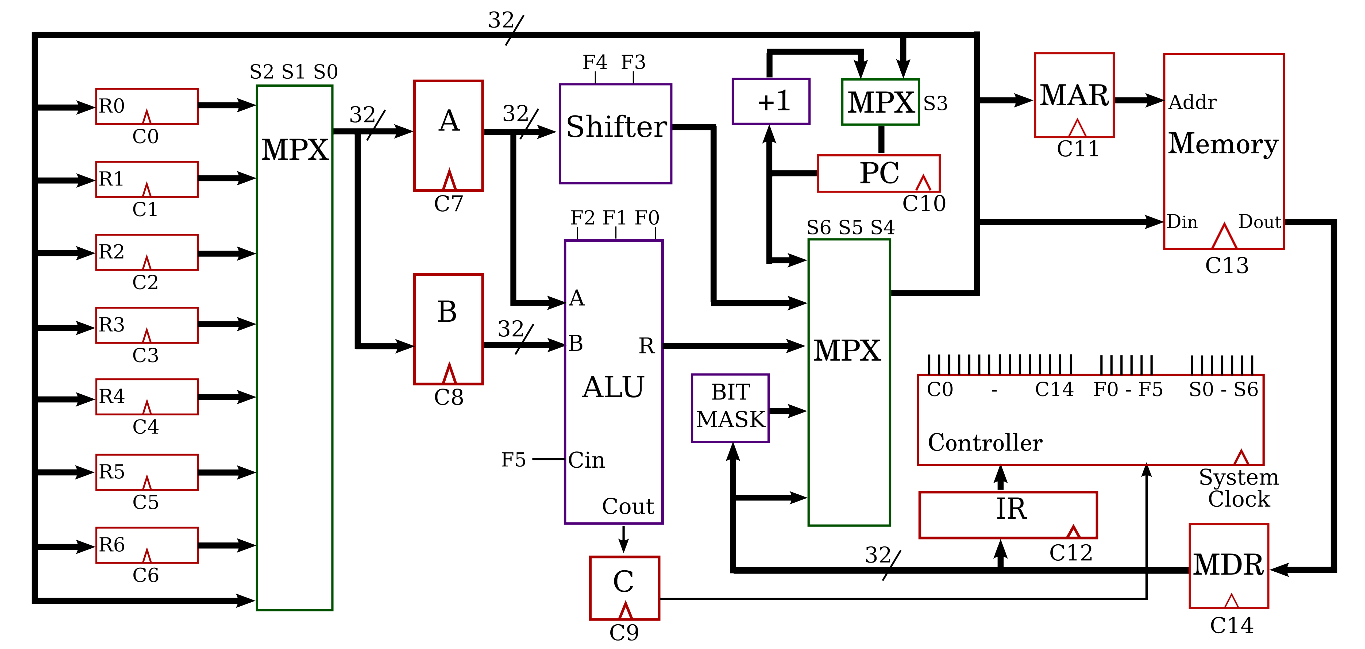 32
S2 S1 S0
R0
C0
R1
C1
R2
C2
R3
C3
R4
C4
R5
C5
R6
C6
MPX
32
A
C7
B
C8
32
32
F4 F3
Shifter
F2 F1 F0
A
B
R
ALU
F5
Cin
Cout
C
C9
+1
MPX
S3
PC
C10
S6 S5 S4
MPX
BIT
MASK
MAR
C11
Addr
Memory
Din
Dout
C13
C0 - C14 F0 - F5 S0 - S6
Controller
System
Clock
IR
C12
32
MDR
C14